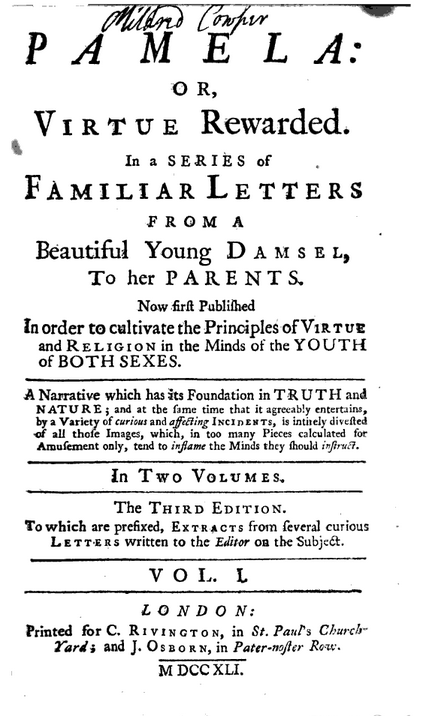 Mildred Cowper
PAMELA:
OR,
VIRTUE Rewarded.
In a SERIES of
FAMILIAR LETTERS
FROM A
Beautiful Young DAMSEL,
To her PARENTS.
Now first Published
In order to cultivate the Principles of VIRTUE
and RELIGION in the Minds of the YOUTH
of BOTH SEXES.
A Narrative which has its Foundation in TRUTH and
NATURE; and at the same time that it agreeably entertains,
by a Variety of curious and affecting INCIDENTS, is intirely divested
of all those Images, which, in too many Pieces calculated for
Amusement only, tend to inflame the Minds they should instruct.
In Two VOLUMES.
The THIRD EDITION.
To which are prefixed, EXTRACTS from several curious
LETTERS written to the Editor on the Subject.
VOL. I.
LONDON:
Printed for C. RIVINGTON, in St. Paul's Church-
Yard; and J. OSBORN, in Pater-noster Row.
MDCCXLI.